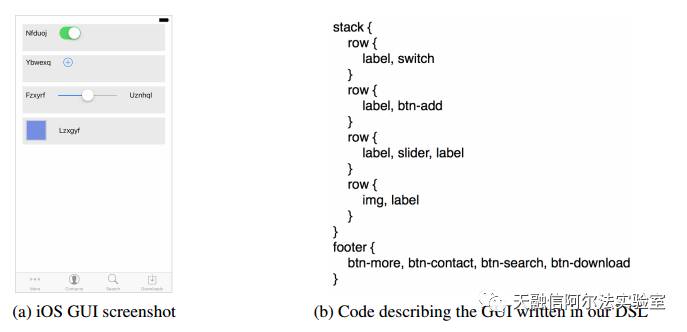 Nfduoj
Ybwexq
Fzxyrf
Uznhql
Lzxgyf
More
Contacts
Search
Downloads
(a) iOS GUI screenshot
stack {
row {
label, switch
}
row {
label, btn-add
}
row {
label, slider, label
}
row {
img, label
}
}
footer {
btn-more, btn-contact, btn-search, btn-download
}
(b) Code describing the GUI written in our DSL
天融信阿尔法实验室